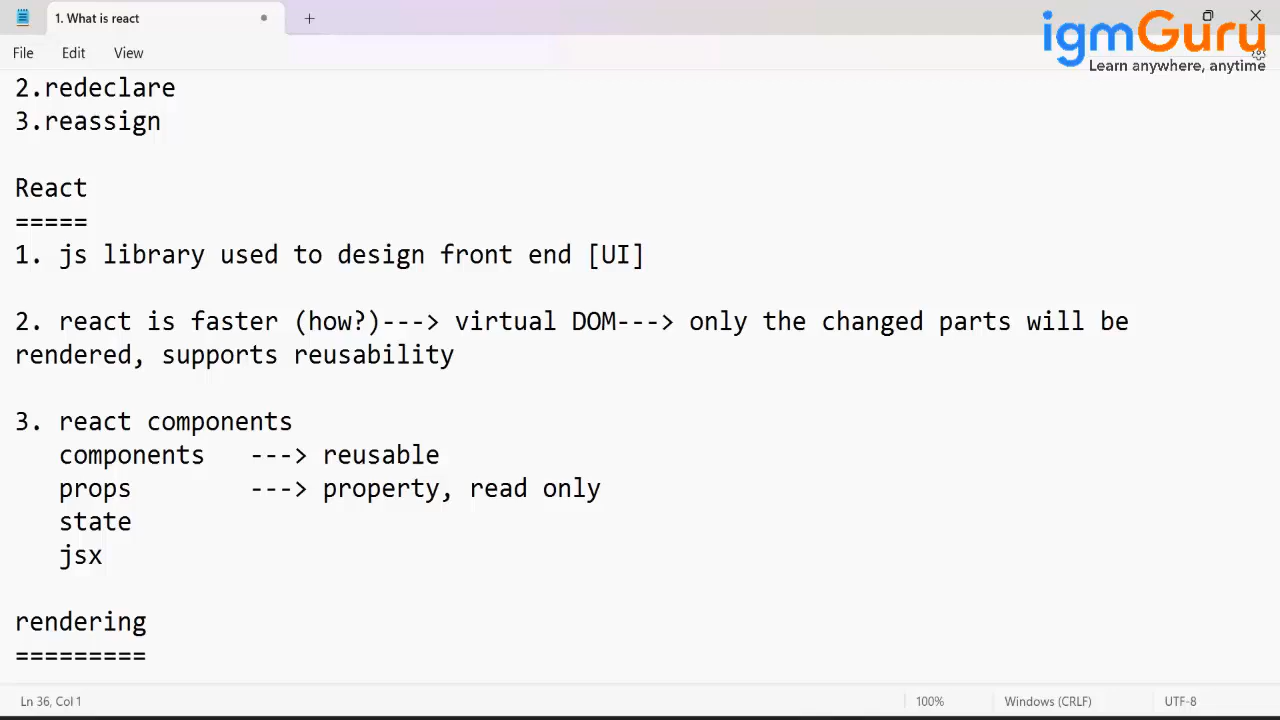 1. What is react
igmGuru
Learn anywhere, anytime
File Edit View
2.redeclare
3.reassign
React
=====
1. js library used to design front end [UI]
2. react is faster (how?)---> virtual DOM---> only the changed parts will be
rendered, supports reusability
3. react components
components ---> reusable
props ---> property, read only
state
jsx
rendering
=========
Ln 36, Col 1 100% Windows (CRLF) UTF-8